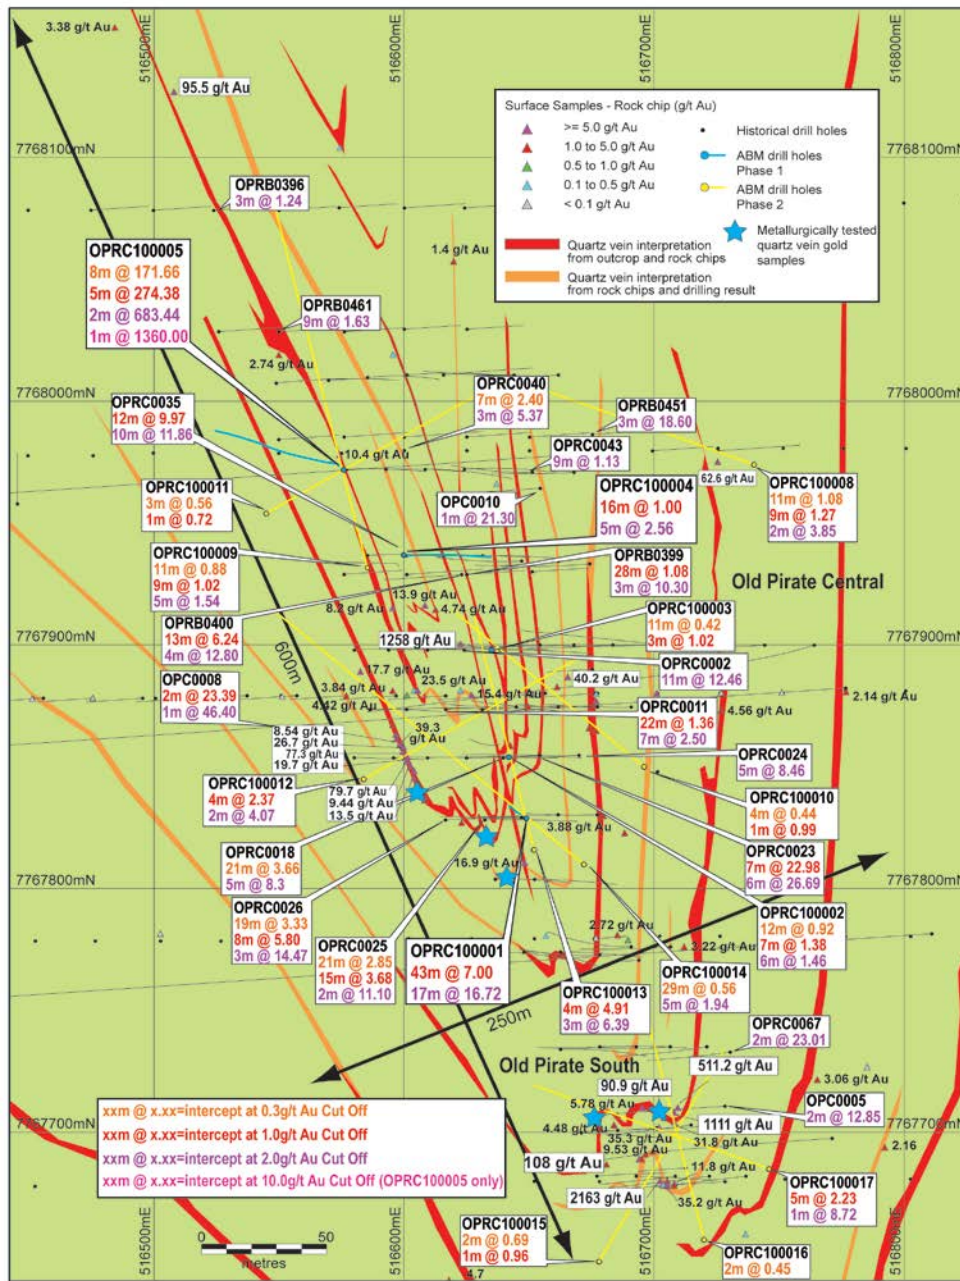 516500mE
516600mE
516700mE
516800mE
3.38 g/t Au
95.5 g/t Au
7768100mN
7768100mN
Surface Samples - Rock chip (g/t Au)
>= 5.0 g/t Au
1.0 to 5.0 g/t Au
0.5 to 1.0 g/t Au
0.1 to 0.5 g/t Au
< 0.1 g/t Au
Historical drill holes
ABM drill holes
Phase 1
ABM drill holes
Phase 2
Metallurgically tested
quartz vein gold
samples
Quartz vein interpretation
from outcrop and rock chips
Quartz vein interpretation
from rock chips and drilling result
OPRB0396
3m @ 1.24
OPRC100005
8m @ 171.66
5m @ 274.38
2m @ 683.44
1m @ 1360.00
1.4 g/t Au
OPRB0461
9m @ 1.63
2.74 g/t Au
7768000mN
7768000mN
OPRC0040
7m @ 2.40
3m @ 5.37
OPRC0035
12m @ 9.97
10m @ 11.86
OPRB0451
3m @ 18.60
10.4 g/t Au
OPRC0043
9m @ 1.13
62.6 g/t Au
OPRC100008
11m @ 1.08
9m @ 1.27
2m @ 3.85
OPRC100011
3m @ 0.56
1m @ 0.72
OPC0010
1m @ 21.30
OPRC100004
16m @ 1.00
5m @ 2.56
OPRC100009
11m @ 0.88
9m @ 1.02
5m @ 1.54
OPRB0399
28m @ 1.08
3m @ 10.30
Old Pirate Central
13.9 g/t Au
8.2 g/t Au
4.74 g/t Au
OPRC100003
11m @ 0.42
3m @ 1.02
OPRB0400
13m @ 6.24
4m @ 12.80
600m
1258 g/t Au
7767900mN
7767900mN
OPRC0002
11m @ 12.46
17.7 g/t Au
OPC0008
2m @ 23.39
1m @ 46.40
3.84 g/t Au
23.5 g/t Au
40.2 g/t Au
15.4 g/t Au
4.42 g/t Au
2.14 g/t Au
4.56 g/t Au
OPRC0011
22m @ 1.36
7m @ 2.50
39.3
g/t Au
8.54 g/t Au
26.7 g/t Au
77.3 g/t Au
19.7 g/t Au
OPRC0024
5m @ 8.46
OPRC100012
4m @ 2.37
2m @ 4.07
79.7 g/t Au
9.44 g/t Au
13.5 g/t Au
OPRC100010
4m @ 0.44
1m @ 0.99
3.88 g/t Au
OPRC0018
21m @ 3.66
5m @ 8.3
OPRC0023
7m @ 22.98
6m @ 26.69
16.9 g/t Au
7767800mN
7767800mN
OPRC0026
19m @ 3.33
8m @ 5.80
3m @ 14.47
OPRC100002
12m @ 0.92
7m @ 1.38
6m @ 1.46
2.72 g/t Au
3.22 g/t Au
OPRC0025
21m @ 2.85
15m @ 3.68
2m @ 11.10
OPRC100001
43m @ 7.00
17m @ 16.72
OPRC100014
29m @ 0.56
5m @ 1.94
OPRC100013
4m @ 4.91
3m @ 6.39
250m
OPRC0067
2m @ 23.01
Old Pirate South
511.2 g/t Au
90.9 g/t Au
3.06 g/t Au
5.78 g/t Au
OPC0005
2m @ 12.85
xxm @ x.xx=intercept at 0.3g/t Au Cut Off
xxm @ x.xx=intercept at 1.0g/t Au Cut Off
xxm @ x.xx=intercept at 2.0g/t Au Cut Off
xxm @ x.xx=intercept at 10.0g/t Au Cut Off (OPRC100005 only)
4.48 g/t Au
1111 g/t Au
7767700mN
7767700mN
35.3 g/t Au
31.8 g/t Au
9.53 g/t Au
2.16
108 g/t Au
11.8 g/t Au
OPRC100017
5m @ 2.23
1m @ 8.72
2163 g/t Au
35.2 g/t Au
OPRC100015
2m @ 0.69
1m @ 0.96
OPRC100016
2m @ 0.45
0
50
metres
4.7
516500mE
516600mE
516700mE
516800mE